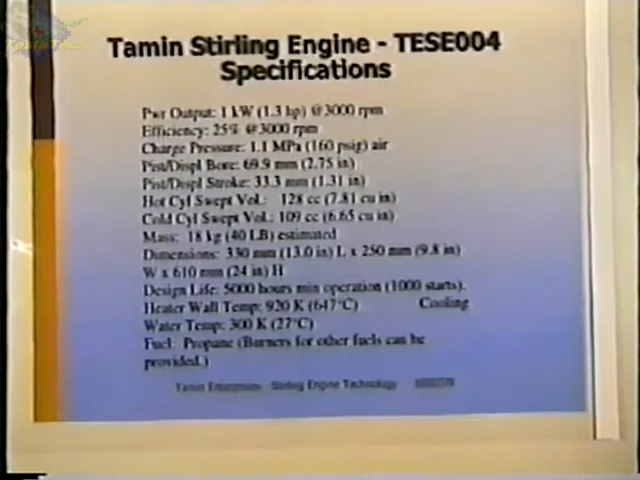 Tamin Stirling Engine - TESE004
Specifications
Pwr Output: 1 kW (1.3 hp) @ 3000 rpm
Efficiency: 25% @ 3000 rpm
Charge Pressure: 1.1 MPa (160 psig) air
Pist/Displ Bore: 69.9 mm (2.75 in)
Pist/Displ Stroke: 33.3 mm (1.31 in)
Hot Cyl Swept Vol.: 128 cc (7.81 cu in)
Cold Cyl Swept Vol.: 109 cc (6.65 cu in)
Mass: 18 kg (40 LB) estimated
Dimensions: 330 mm (13.0 in) L x 250 mm (9.8 in)
W x 610 mm (24 in) H
Design Life: 5000 hours min operation (1000 starts).
Heater Wall Temp: 920 K (647°C) Cooling
Water Temp: 300 K (27°C)
Fuel: Propane (Burners for other fuels can be
provided.)
Tamin Enterprises - Stirling Engine Technology